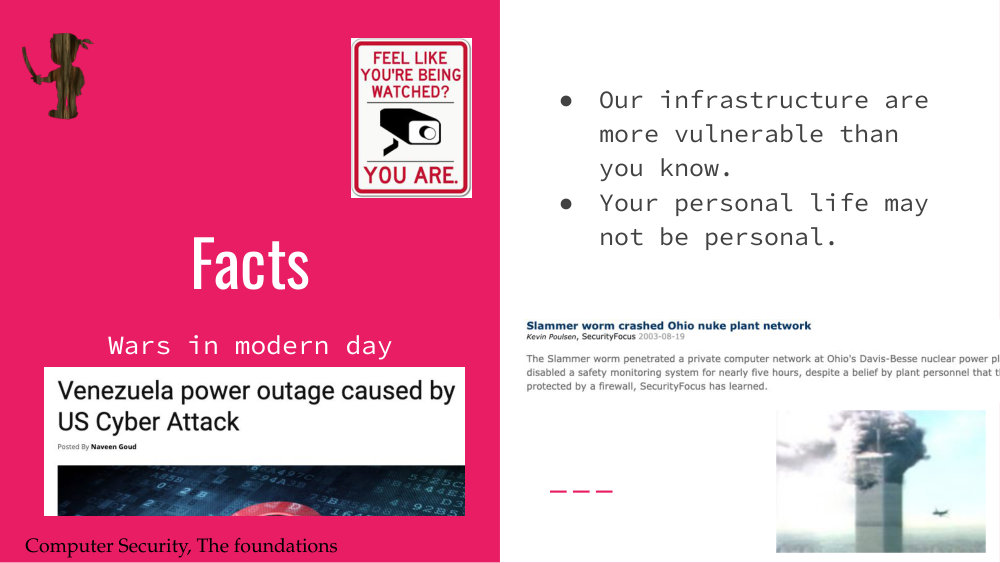 FEEL LIKE
YOU'RE BEING
WATCHED?
YOU ARE.
Facts
Wars in modern day
Venezuela power outage caused by
US Cyber Attack
Posted By Naveen Goud
Computer Security, The foundations
● Our infrastructure are
more vulnerable than
you know.
● Your personal life may
not be personal.
Slammer worm crashed Ohio nuke plant network
Kevin Poulsen, SecurityFocus 2003-08-19
The Slammer worm penetrated a private computer network at Ohio's Davis-Besse nuclear power pl
disabled a safety monitoring system for nearly five hours, despite a belief by plant personnel that t
protected by a firewall, SecurityFocus has learned.